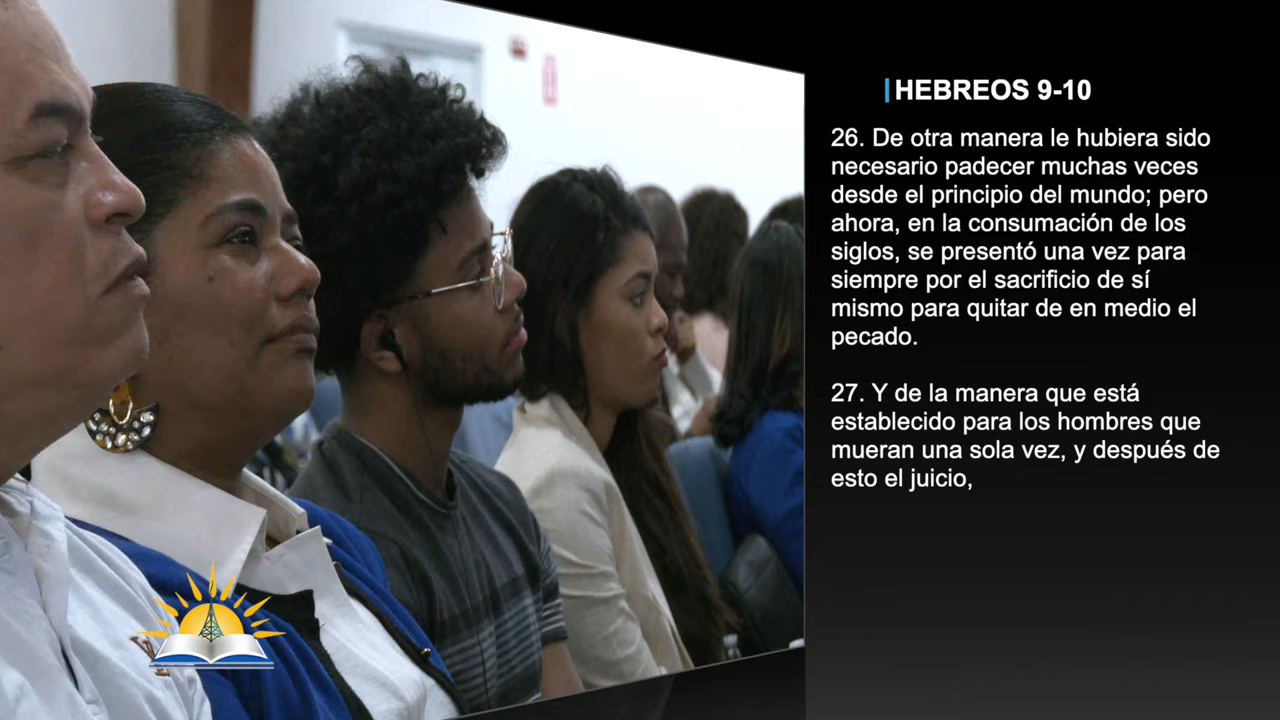 HEBREOS 9-10
26. De otra manera le hubiera sido
necesario padecer muchas veces
desde el principio del mundo; pero
ahora, en la consumación de los
siglos, se presentó una vez para
siempre por el sacrificio de sí
mismo para quitar de en medio el
pecado.
27. Y de la manera que está
establecido para los hombres que
mueran una sola vez, y después de
esto el juicio,